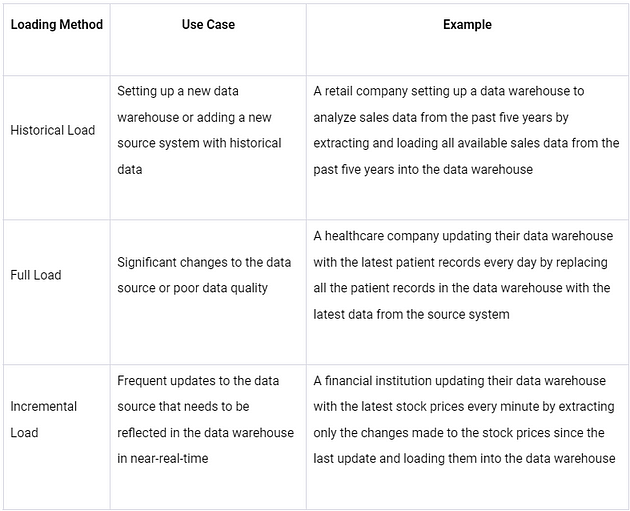 Loading Method
Use Case
Example
Historical Load
Setting up a new data
warehouse or adding a new
source system with historical
data
A retail company setting up a data warehouse to
analyze sales data from the past five years by
extracting and loading all available sales data from the
past five years into the data warehouse
Full Load
Significant changes to the data
source or poor data quality
A healthcare company updating their data warehouse
with the latest patient records every day by replacing
all the patient records in the data warehouse with the
latest data from the source system
Incremental
Load
Frequent updates to the data
source that needs to be
reflected in the data warehouse
in near-real-time
A financial institution updating their data warehouse
with the latest stock prices every minute by extracting
only the changes made to the stock prices since the
last update and loading them into the data warehouse